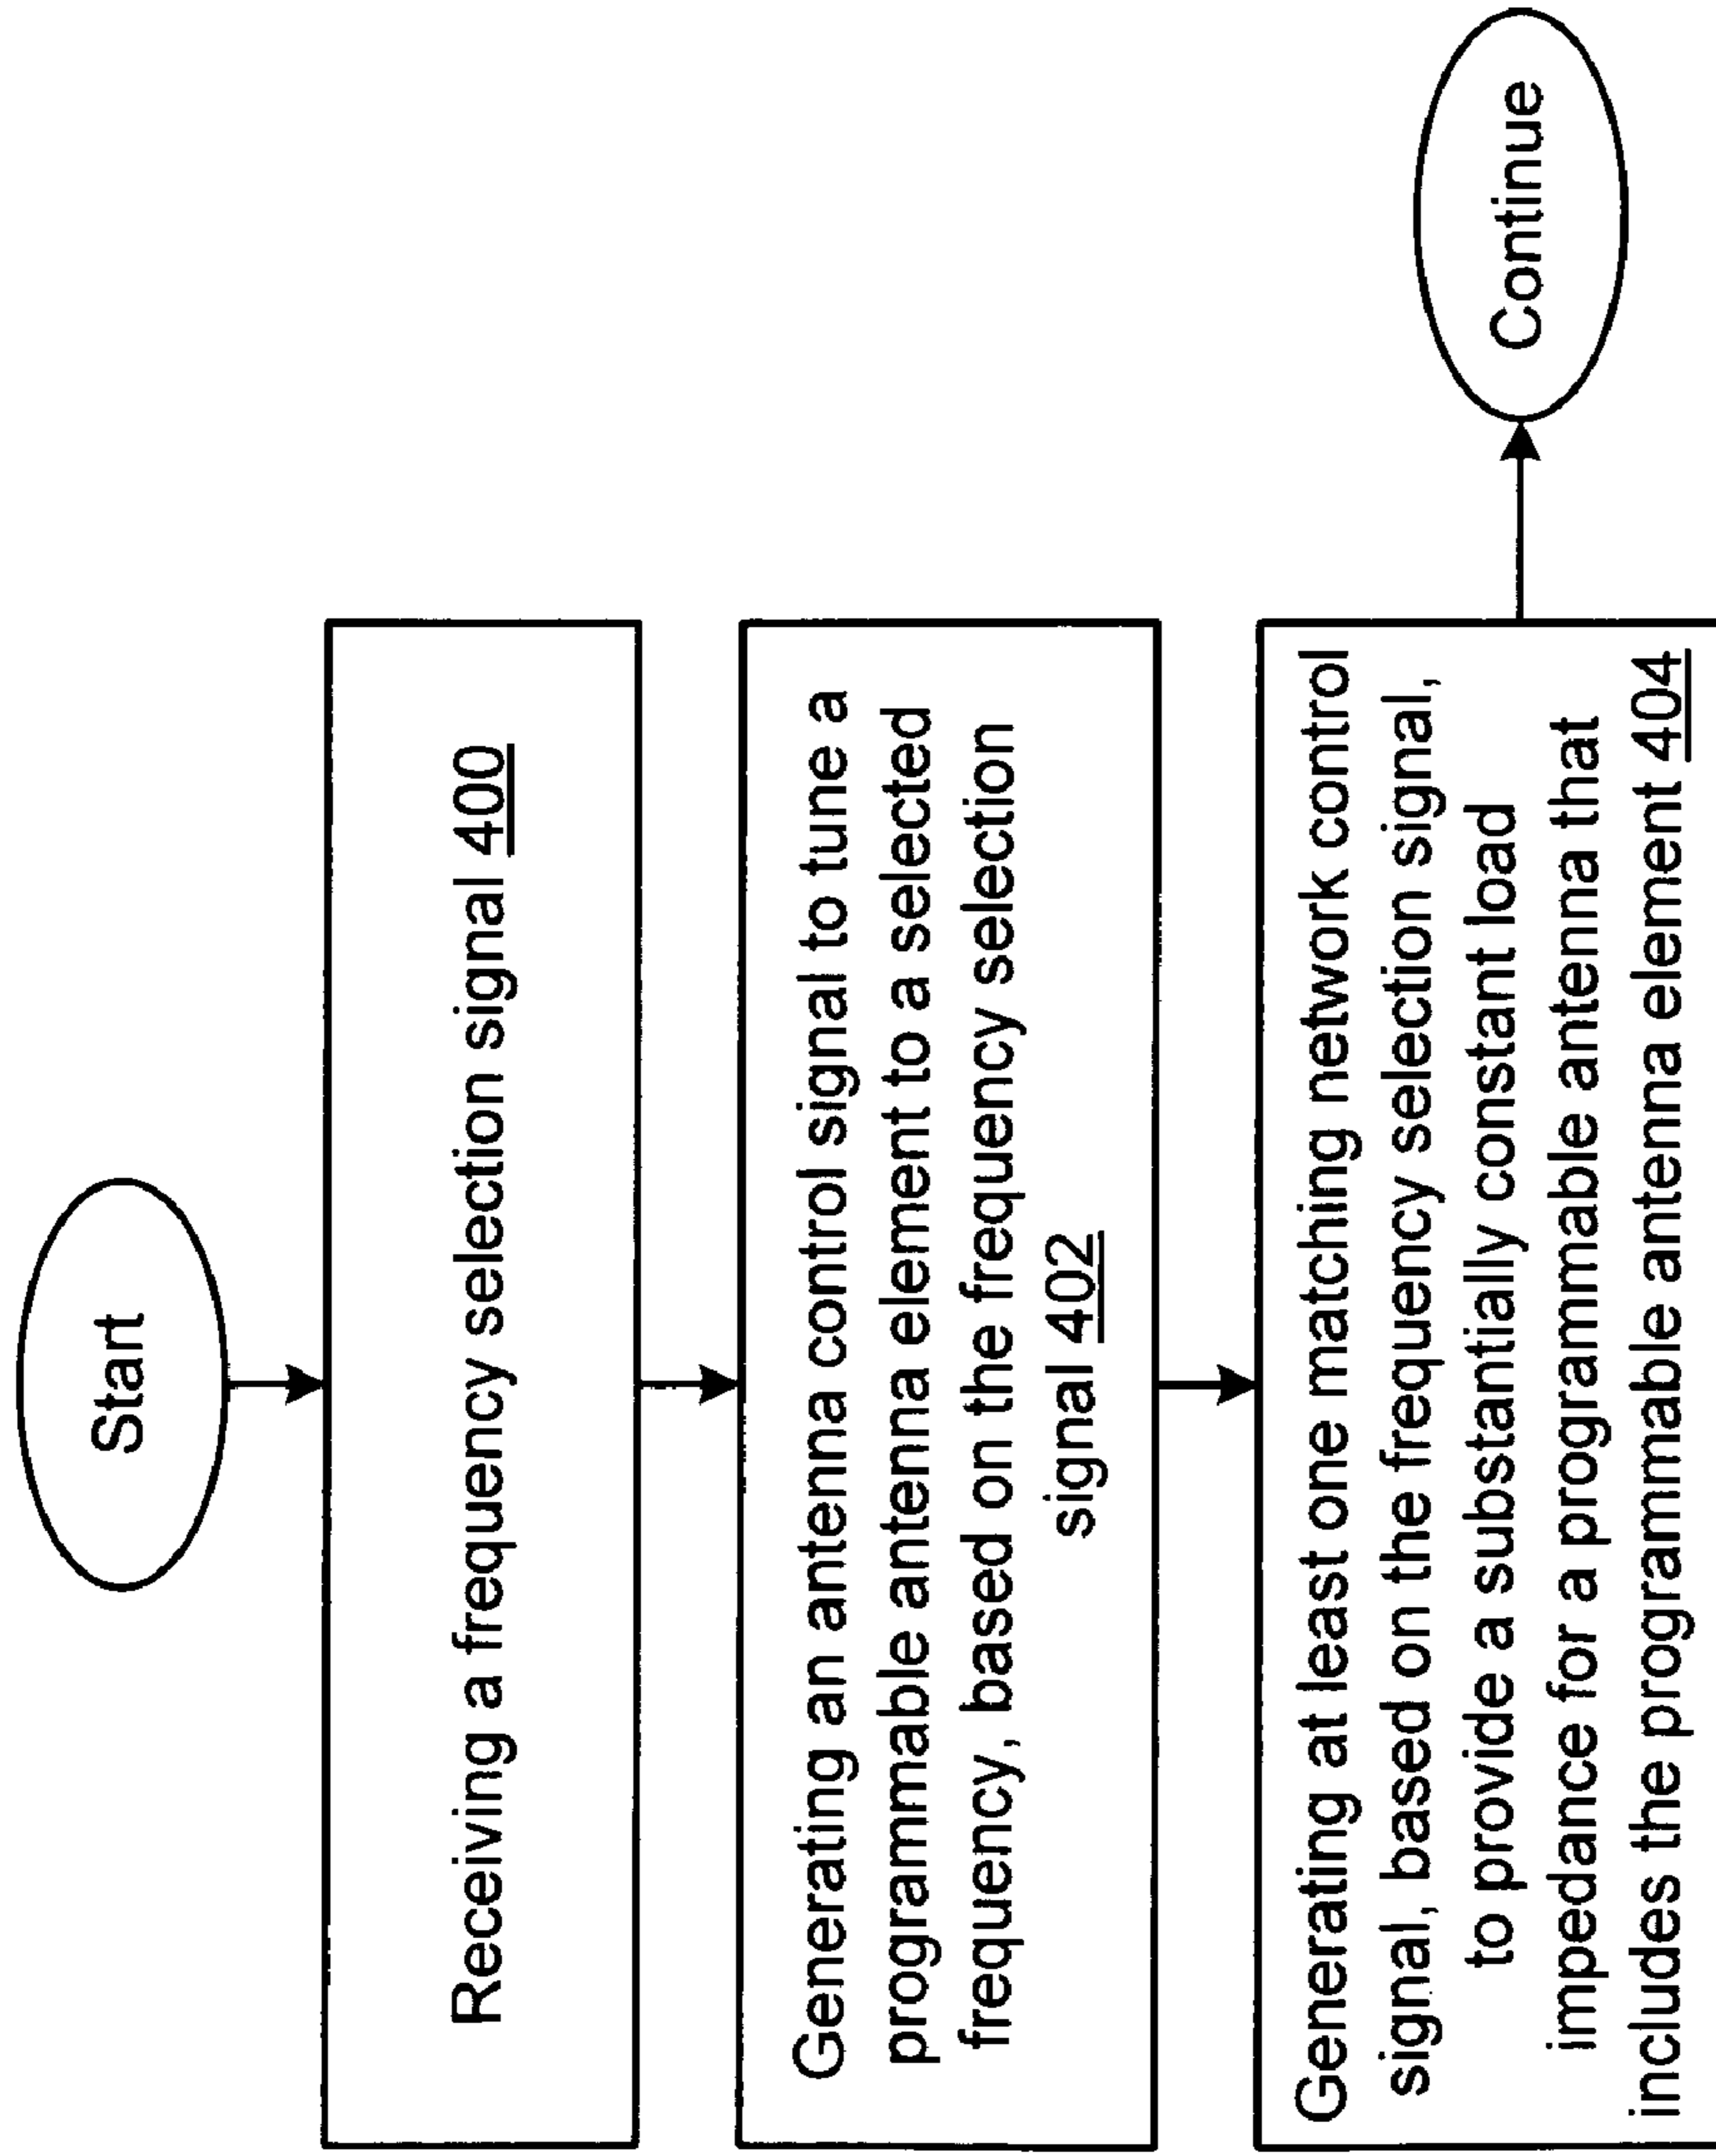 Start
Receiving a frequency selection signal 400
Generating an antenna control signal to tune a
programmable antenna element to a selected
frequency, based on the frequency selection
signal 402
Generating at least one matching network control
signal, based on the frequency selection signal,
to provide a substantially constant load
impedance for a programmable antenna that
includes the programmable antenna element 404
Continue